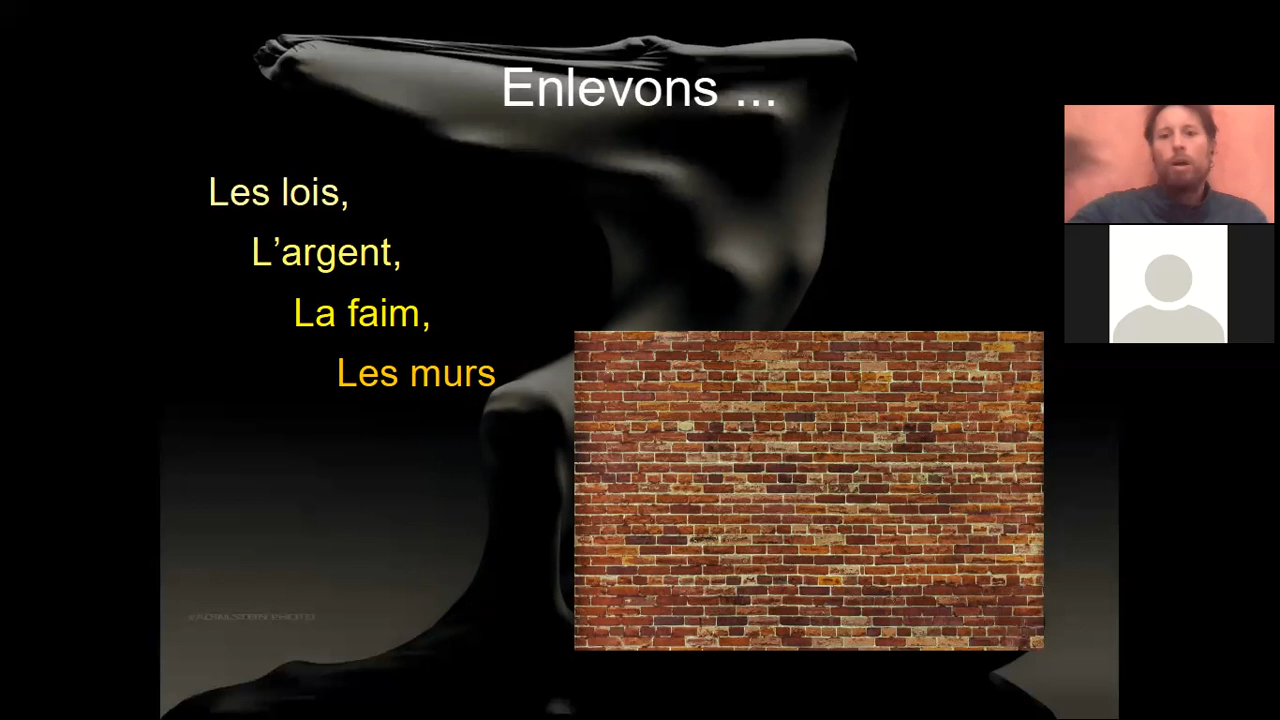 Enlevons ...
Les lois,
L’argent,
La faim,
Les murs